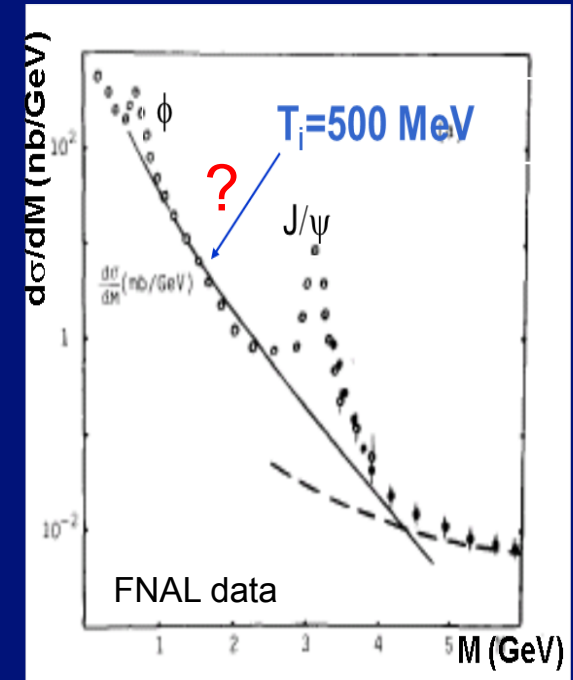 dσ/dM (nb/GeV)
ϕ
T_i=500 MeV
10²
?
J/ψ
dσ/dM (nb/GeV)
1
10⁻²
FNAL data
1 2 3 4 5 M (GeV)